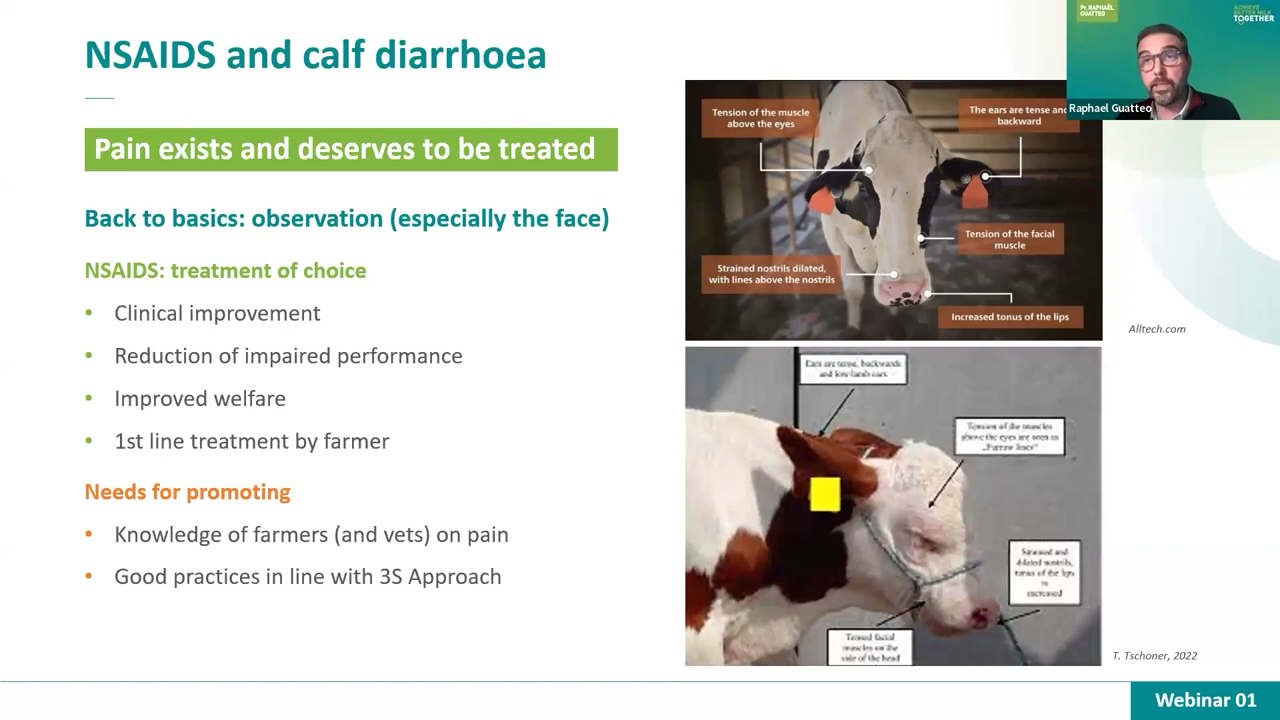 NSAIDS and calf diarrhoea
Pain exists and deserves to be treated
Back to basics: observation (especially the face)
NSAIDS: treatment of choice
• Clinical improvement
• Reduction of impaired performance
• Improved welfare
• 1st line treatment by farmer
Needs for promoting
• Knowledge of farmers (and vets) on pain
• Good practices in line with 3S Approach
Tension of the muscle
above the eyes
The ears are tense and
backward
Tension of the facial
muscle
Strained nostrils dilated,
with lines above the nostrils
Increased tonus of the lips
Alltech.com
Ears are tense, backwards
and low/lamb ears
Tension of the muscles
above the eyes are seen as
„Furrow lines“
Strained and
dilated nostrils,
tonus of the lips
is
increased
Tensed facial
muscles on the
side of the head
T. Tschoner, 2022
Pr. RAPHAËL
GUATTEO
ACHIEVE
BETTER MILK
TOGETHER
Raphael Guatteo
Webinar 01